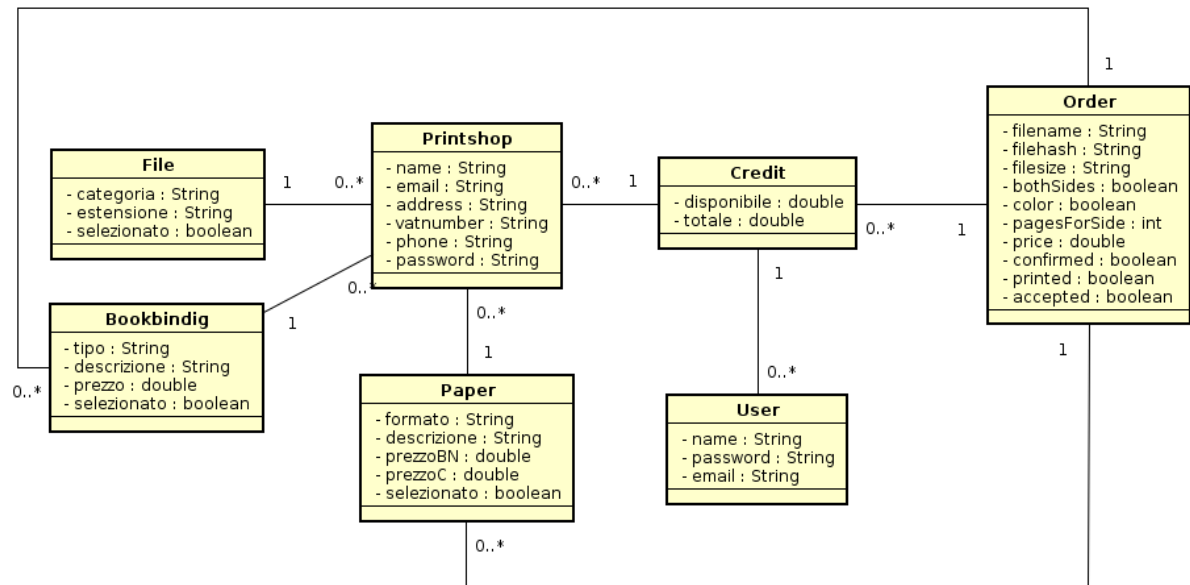 1
Order
- filename : String
- filehash : String
- filesize : String
- bothSides : boolean
- color : boolean
- pagesForSide : int
- price : double
- confirmed : boolean
- printed : boolean
- accepted : boolean
Printshop
- name : String
- email : String
- address : String
- vatnumber : String
- phone : String
- password : String
File
- categoria : String
- estensione : String
- selezionato : boolean
1
0..*
0..*
1
Credit
- disponibile : double
- totale : double
0..*
1
0..*
1
Bookbindig
- tipo : String
- descrizione : String
- prezzo : double
- selezionato : boolean
0..*
0..*
1
Paper
- formato : String
- descrizione : String
- prezzoBN : double
- prezzoC : double
- selezionato : boolean
0..*
1
0..*
User
- name : String
- password : String
- email : String
1